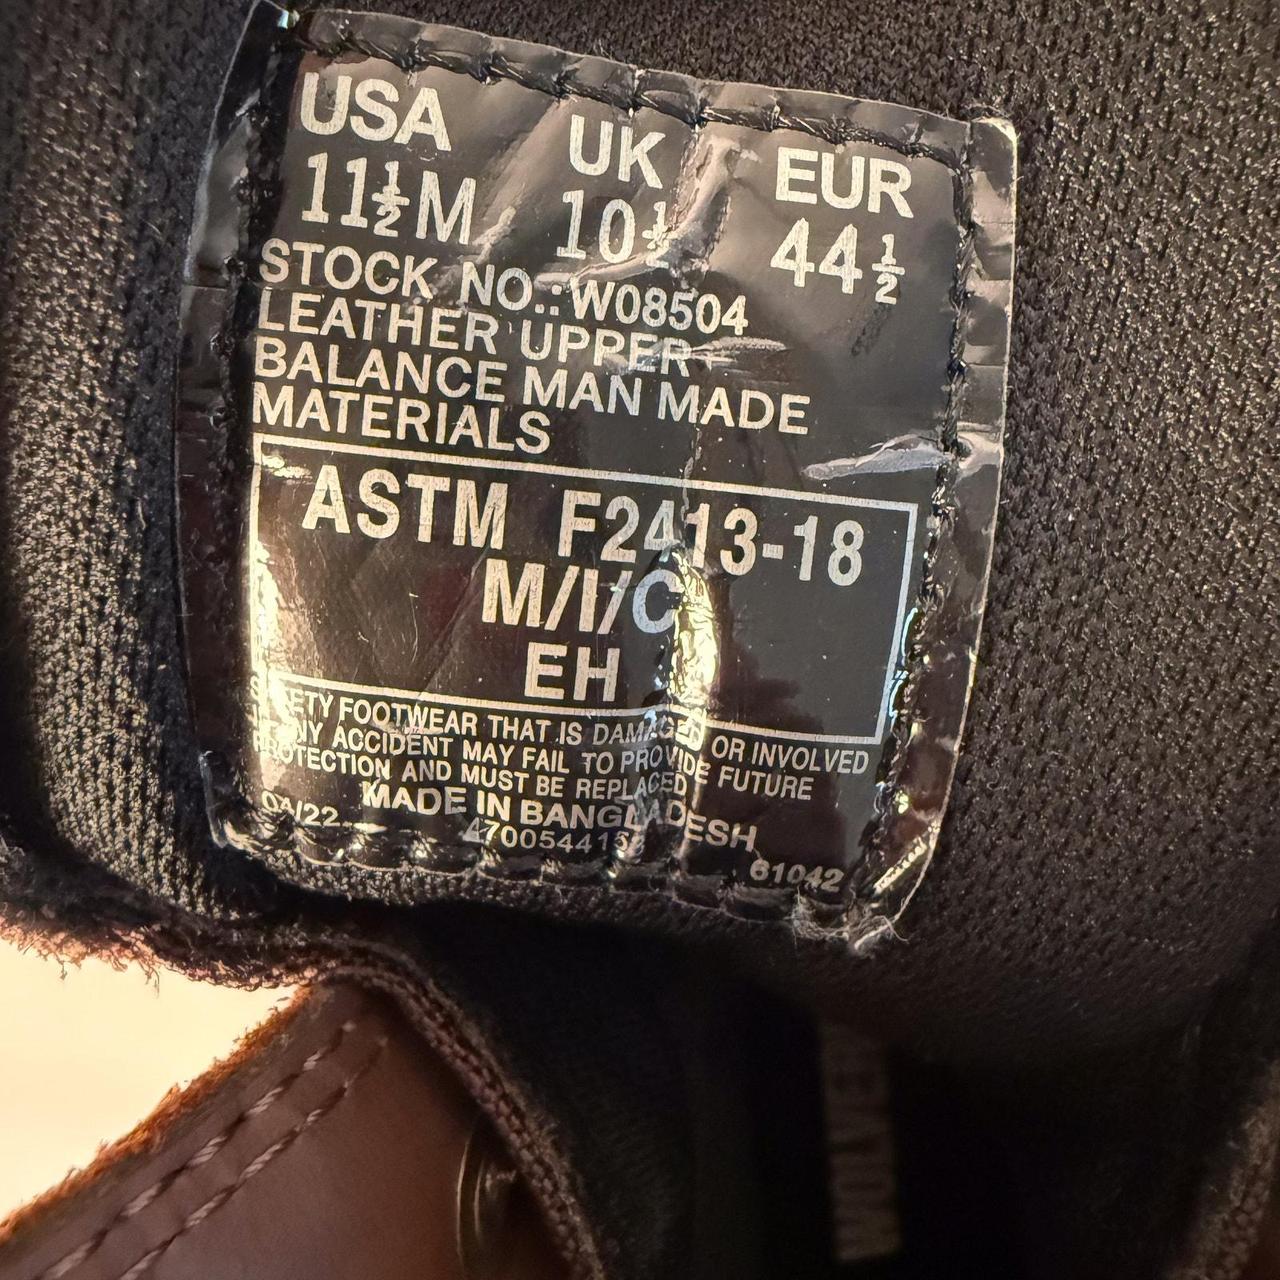 USA UK EUR
11½M 10½ 44½
STOCK NO.:W08504
LEATHER UPPER-
BALANCE MAN MADE
MATERIALS
ASTM F2413-18
M/I/C
EH
SAFETY FOOTWEAR THAT IS DAMAGED OR INVOLVED
IN ANY ACCIDENT MAY FAIL TO PROVIDE FUTURE
PROTECTION AND MUST BE REPLACED
MADE IN BANGLADESH
04/22
61042